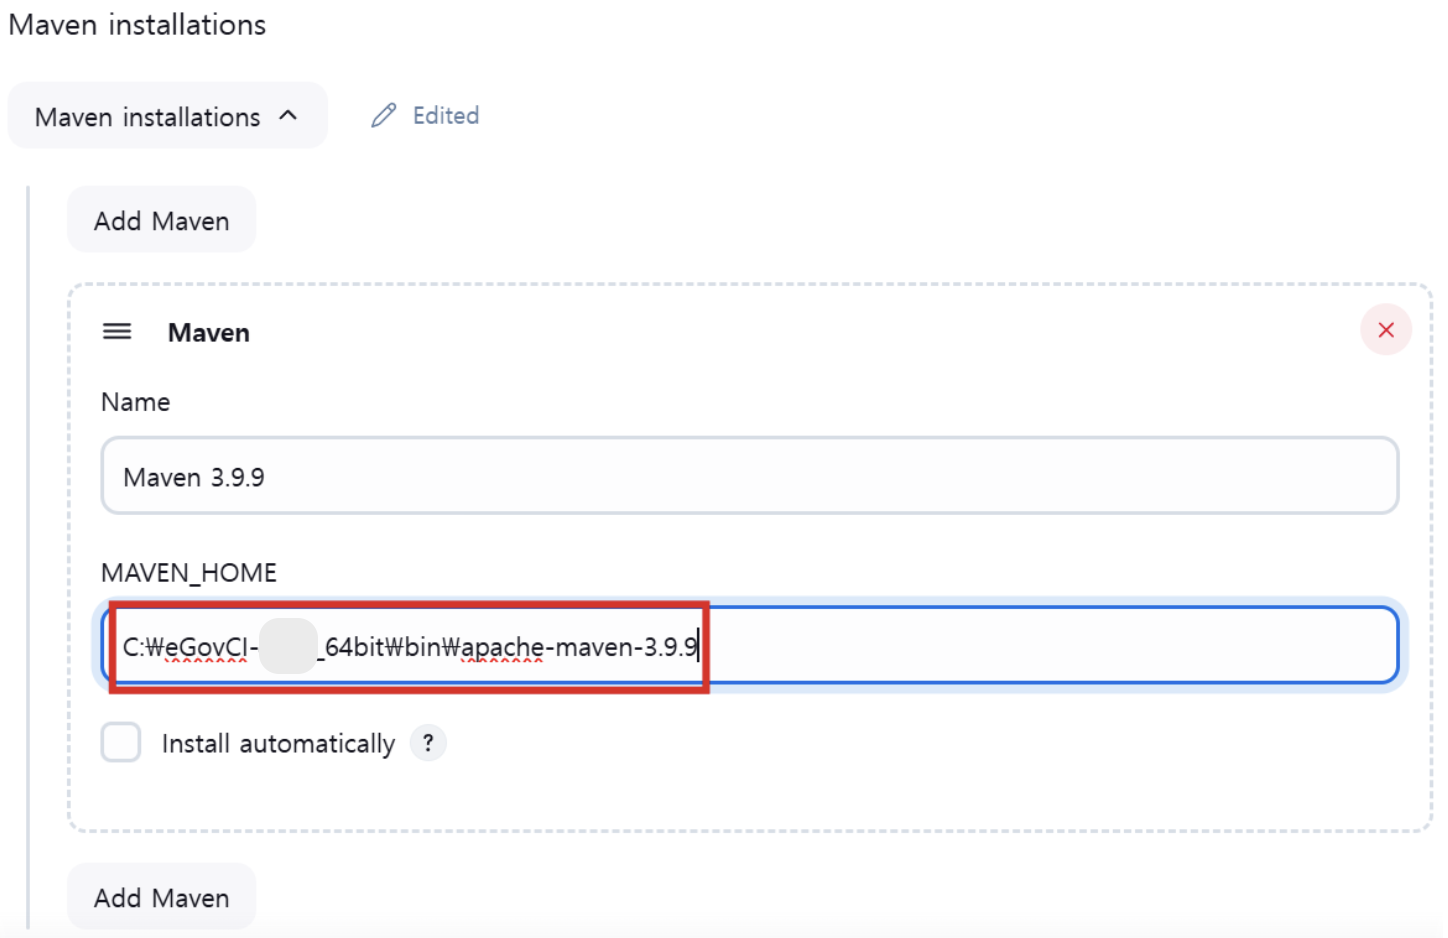 Maven installations
Maven installations
Edited
Add Maven
Maven
Name
Maven 3.9.9
MAVEN_HOME
C:₩eGovCI-_64bit₩bin₩apache-maven-3.9.9
Install automatically ?
Add Maven